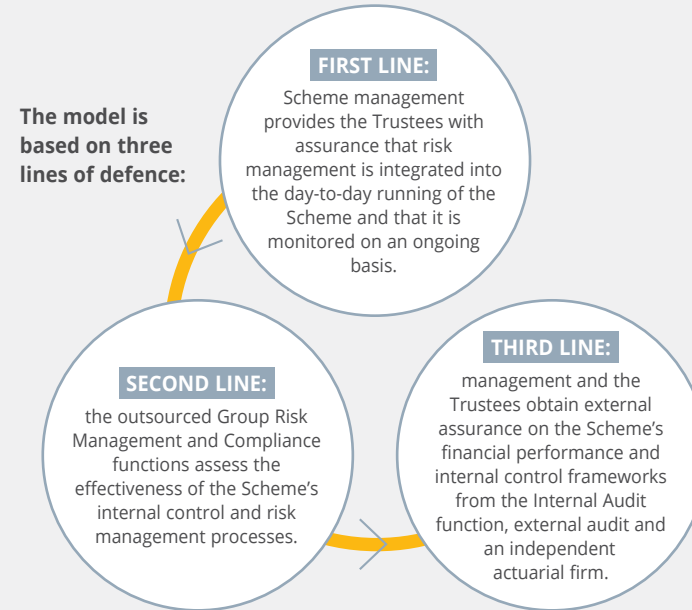 The model is
based on three
lines of defence:
FIRST LINE:
Scheme management
provides the Trustees with
assurance that risk
management is integrated into
the day-to-day running of the
Scheme and that it is
monitored on an ongoing
basis.
SECOND LINE:
the outsourced Group Risk
Management and Compliance
functions assess the
effectiveness of the Scheme’s
internal control and risk
management processes.
THIRD LINE:
management and the
Trustees obtain external
assurance on the Scheme’s
financial performance and
internal control frameworks
from the Internal Audit
function, external audit and
an independent
actuarial firm.